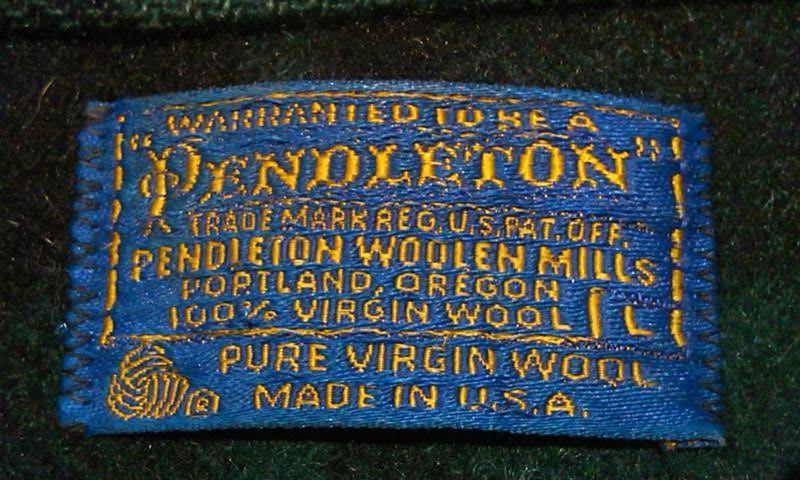 WARRANTED TO BE A
"PENDLETON"
TRADE MARK REG. U.S. PAT. OFF.
PENDLETON WOOLEN MILLS
PORTLAND, OREGON
100% VIRGIN WOOL L
PURE VIRGIN WOOL
® MADE IN U.S.A.